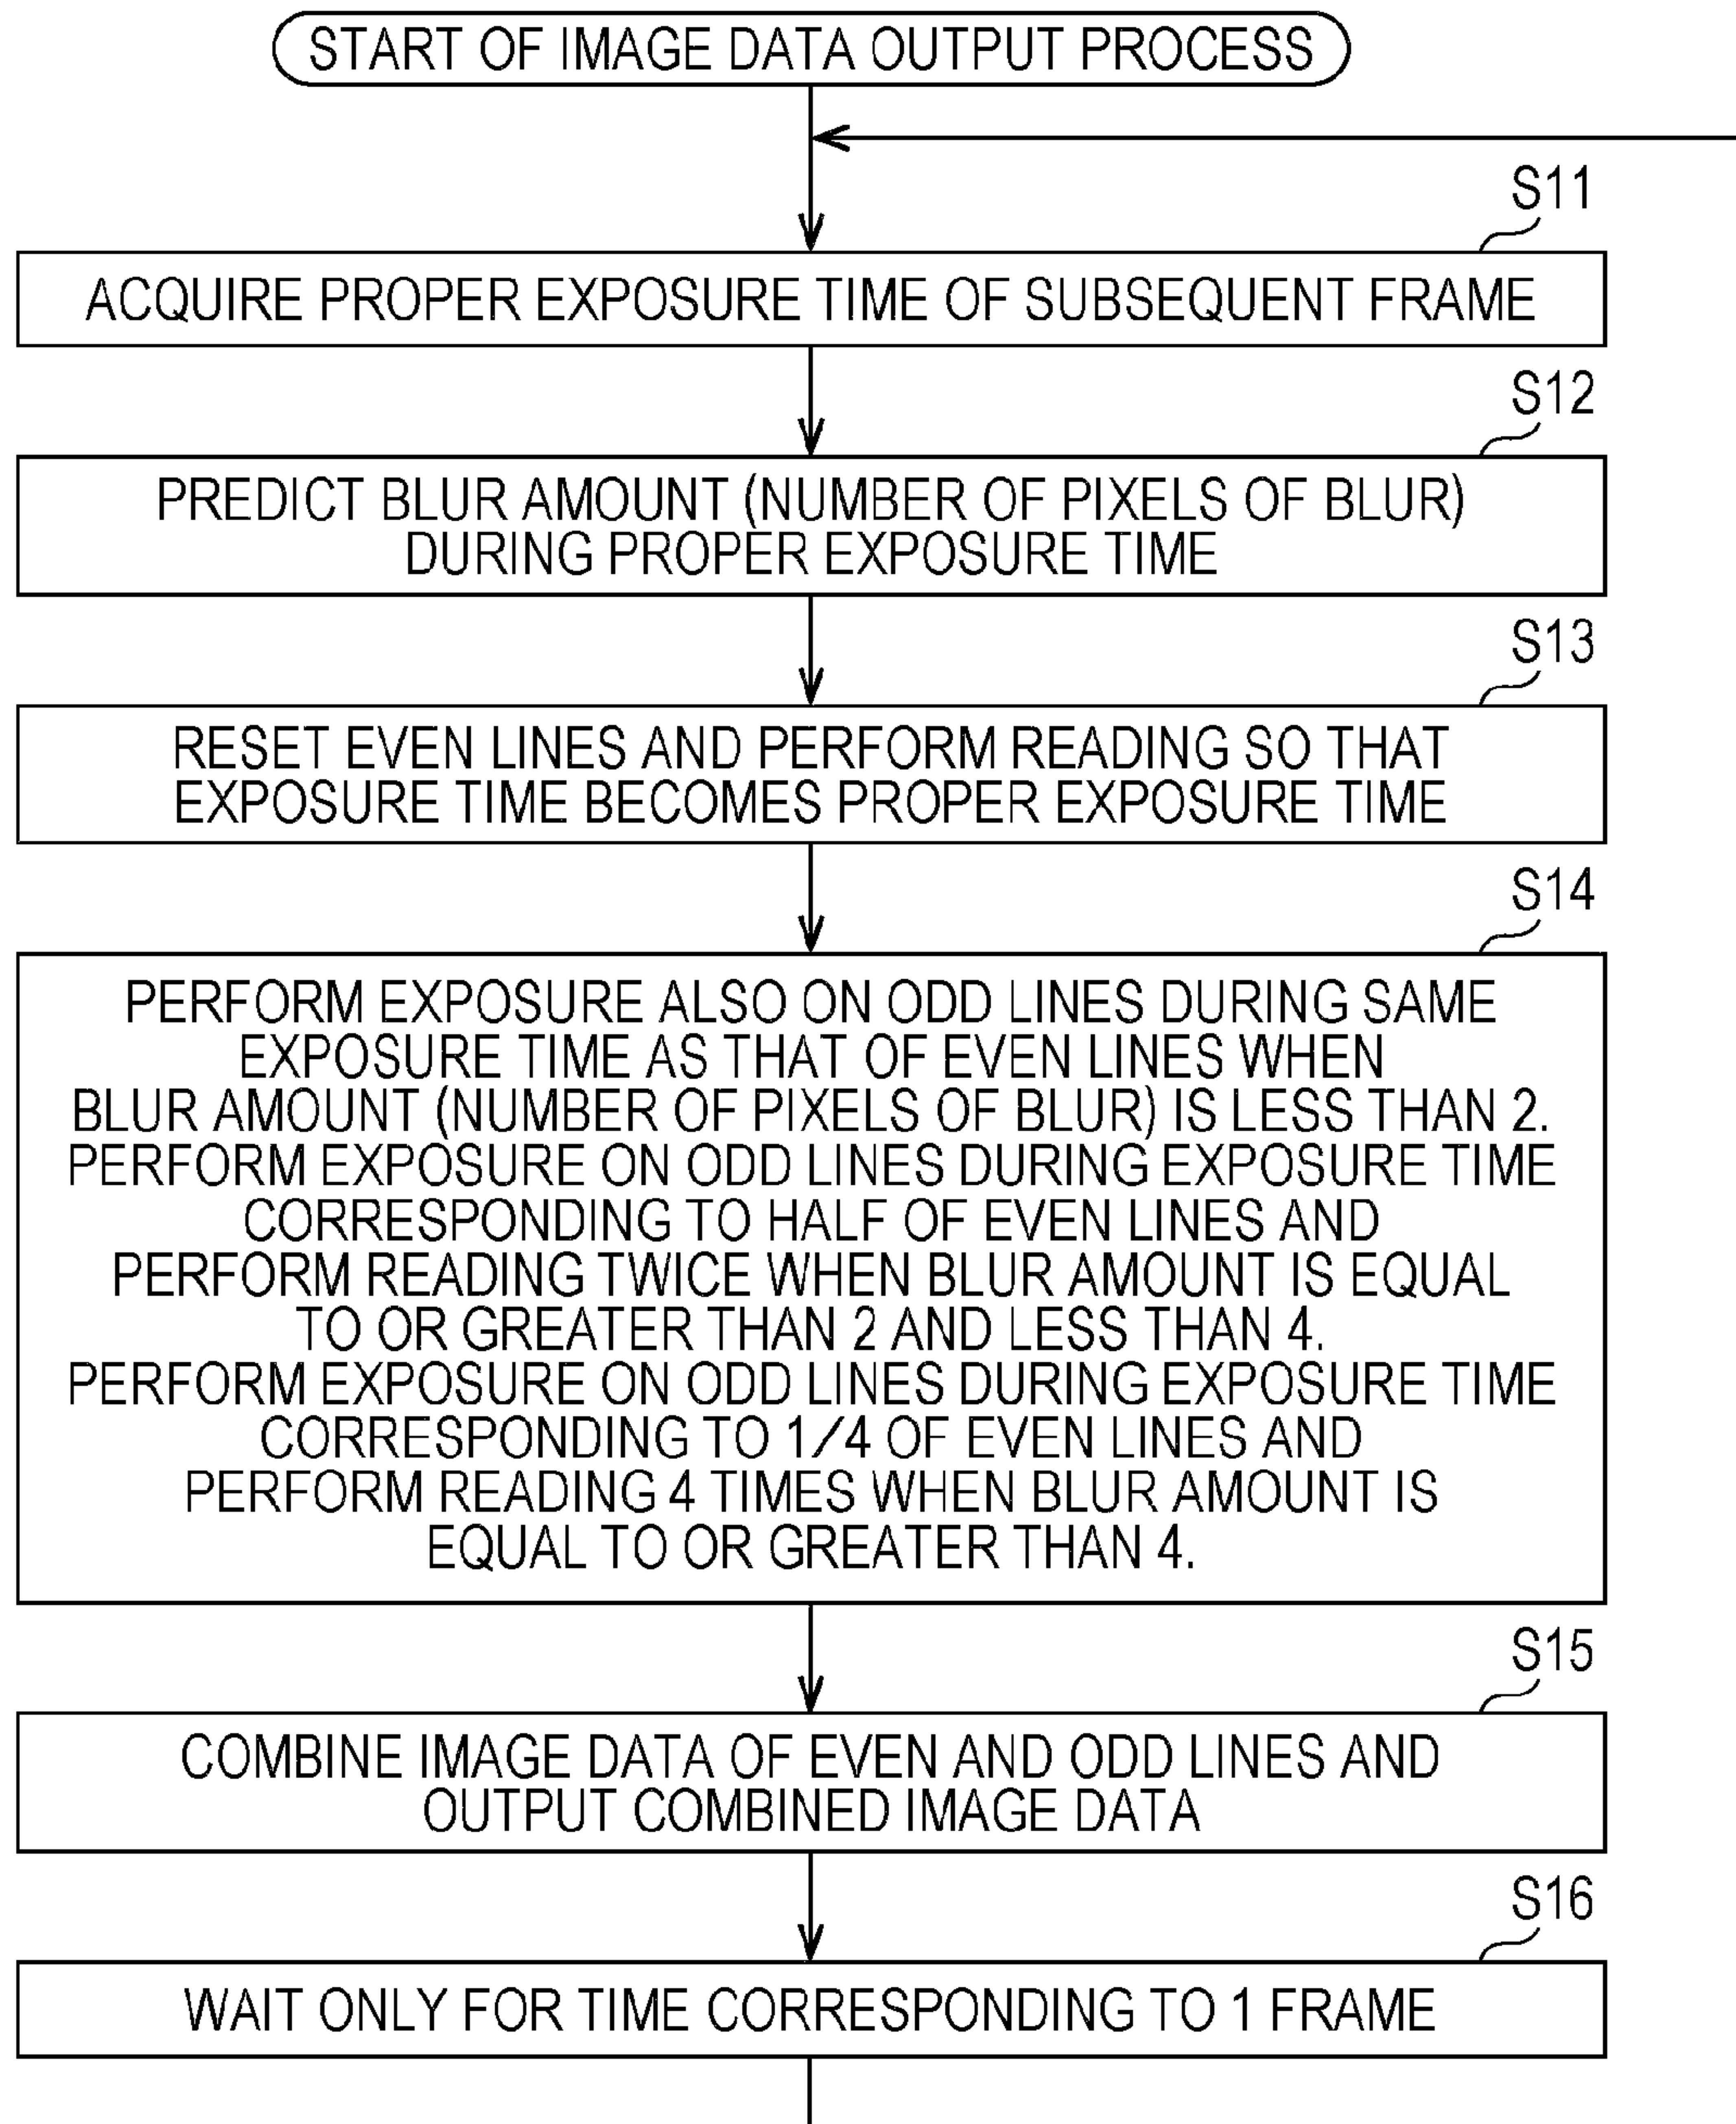 START OF IMAGE DATA OUTPUT PROCESS
S11
ACQUIRE PROPER EXPOSURE TIME OF SUBSEQUENT FRAME
S12
PREDICT BLUR AMOUNT (NUMBER OF PIXELS OF BLUR)
DURING PROPER EXPOSURE TIME
S13
RESET EVEN LINES AND PERFORM READING SO THAT
EXPOSURE TIME BECOMES PROPER EXPOSURE TIME
S14
PERFORM EXPOSURE ALSO ON ODD LINES DURING SAME
EXPOSURE TIME AS THAT OF EVEN LINES WHEN
BLUR AMOUNT (NUMBER OF PIXELS OF BLUR) IS LESS THAN 2.
PERFORM EXPOSURE ON ODD LINES DURING EXPOSURE TIME
CORRESPONDING TO HALF OF EVEN LINES AND
PERFORM READING TWICE WHEN BLUR AMOUNT IS EQUAL
TO OR GREATER THAN 2 AND LESS THAN 4.
PERFORM EXPOSURE ON ODD LINES DURING EXPOSURE TIME
CORRESPONDING TO 1/4 OF EVEN LINES AND
PERFORM READING 4 TIMES WHEN BLUR AMOUNT IS
EQUAL TO OR GREATER THAN 4.
S15
COMBINE IMAGE DATA OF EVEN AND ODD LINES AND
OUTPUT COMBINED IMAGE DATA
S16
WAIT ONLY FOR TIME CORRESPONDING TO 1 FRAME